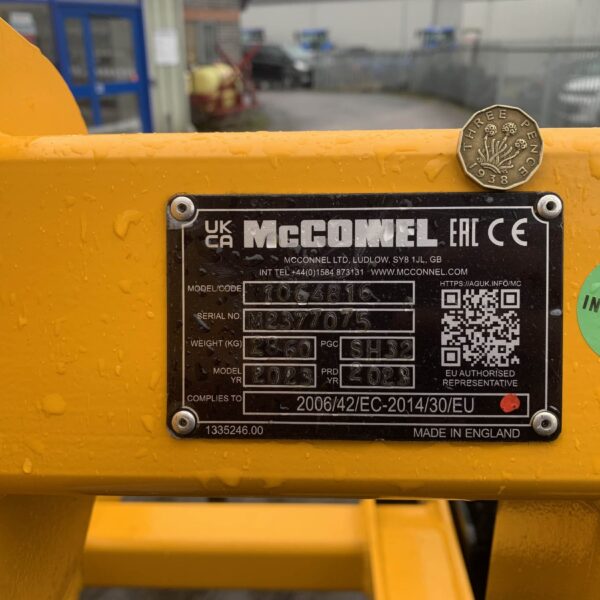 THREE PENCE
1938
UK
CA
McCONNEL
EAC CE
MCCONNEL LTD, LUDLOW, SY8 1JL, GB
INT TEL +44(0)1584 873131 WWW.MCCONNEL.COM
MODEL/CODE
HTTPS://AGUK.INFO/MC
SERIAL NO. M2377075
WEIGHT (KG) 2860 PGC SH32
MODEL YR 2023 PRD YR 2023
EU AUTHORISED
REPRESENTATIVE
COMPLIES TO 2006/42/EC-2014/30/EU
1335246.00 MADE IN ENGLAND
IN